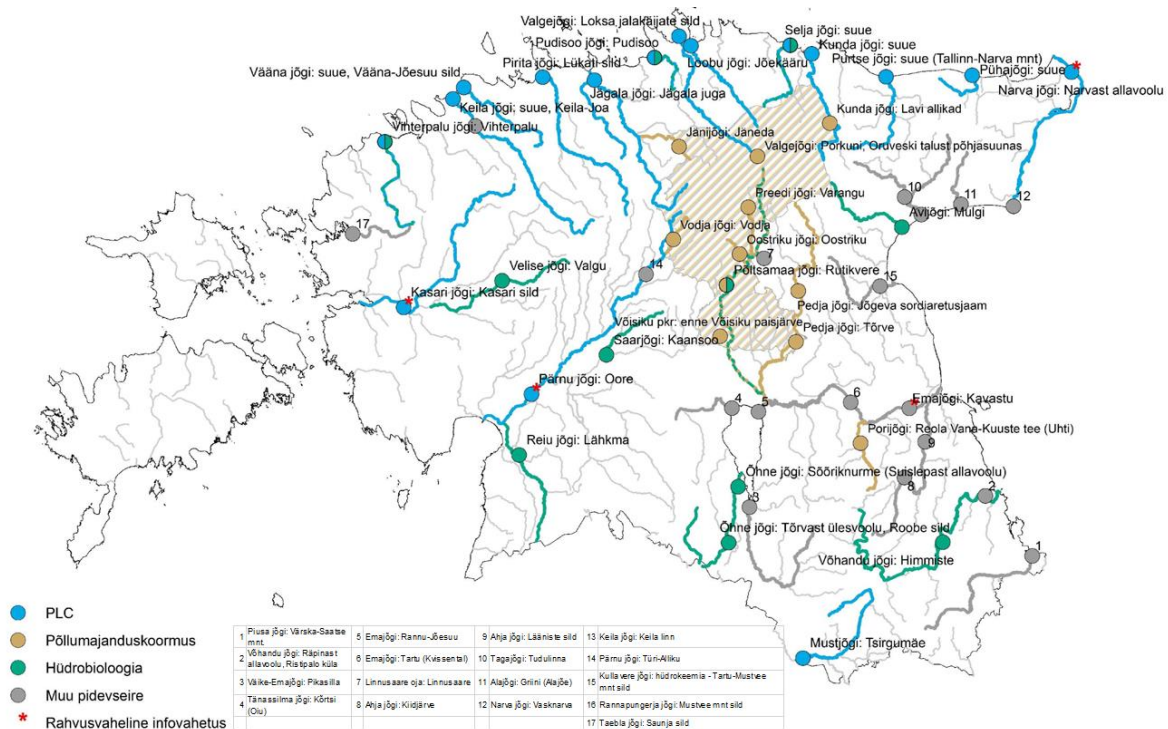 Valgejõgi: Loksa jalakäijate sild
Selja jõgi: suue
Pudisoo jõgi: Pudisoo
Kunda jõgi: suue
Loobu jõgi: Jõekääru
Purtse jõgi: suue (Tallinn-Narva mnt)
Pirita jõgi: Lükati sild
Vääna jõgi: suue, Vääna-Jõesuu sild
Pühajõgi: suue
Jägala jõgi: Jägala juga
Narva jõgi: Narvast allavoolu
Keila jõgi: suue, Keila-Joa
Kunda jõgi: Lavi allikad
Vihterpalu jõgi: Vihterpalu
Jänijõgi: Jäneda
Valgejõgi: Porkuni, Oruveski talust põhjasuunas
10
11
12
Preedi jõgi: Varangu
Avijõgi: Mulgi
17
Vodja jõgi: Vodja
Oostriku jõgi: Oostriku
7
14
Velise jõgi: Valgu
Põltsamaa jõgi: Rutikvere
15
Kasari jõgi: Kasari sild
Pedja jõgi: Jõgeva sordiaretusjaam
Võisiku pkr: enne Võisiku paisjärve
Pedja jõgi: Tõrve
Saarjõgi: Kaansoo
Pärnu jõgi: Oore
4
5
6
Emajõgi: Kavastu
Reiu jõgi: Lähkma
Porijõgi: Reola Vana-Kuuste tee (Uhti)
9
Õhne jõgi: Sööriknurme (Suislepast allavoolu)
8
2
3
Õhne jõgi: Tõrvast ülesvoolu, Roobe sild
1
Võhandu jõgi: Himmiste
Mustjõgi: Tsirgumäe
PLC
Põllumajanduskoormus
Hüdrobioloogia
Muu pidevseire
* Rahvusvaheline infovahetus
1 Piusa jõgi: Värska-Saatse mnt.
5 Emajõgi: Rannu-Jõesuu
9 Ahja jõgi: Lääniste sild
13 Keila jõgi: Keila linn
2 Võhandu jõgi: Räpinast allavoolu, Ristipalo küla
6 Emajõgi: Tartu (Kvissental)
10 Tagajõgi: Tudulinna
14 Pärnu jõgi: Türi-Alliku
3 Väike-Emajõgi: Pikasilla
7 Linnusaare oja: Linnusaare
11 Alajõgi: Griini (Alajõe)
15 Kullavere jõgi: hüdrokeemia - Tartu-Mustvee mnt sild
4 Tänassilma jõgi: Kõrtsi (Oiu)
8 Ahja jõgi: Kiidjärve
12 Narva jõgi: Vasknarva
16 Rannapungerja jõgi: Mustvee mnt sild
17 Taebla jõgi: Saunja sild